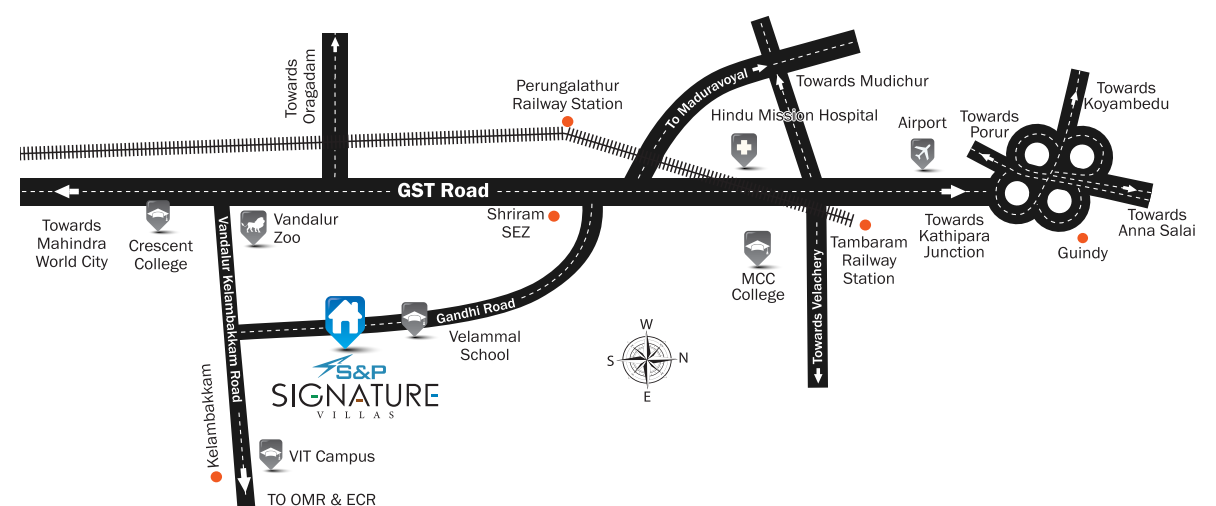 Towards
Oragadam
Perungalathur
Railway Station
To Maduravoyal
Towards Mudichur
Hindu Mission Hospital
Airport
Towards
Porur
Towards
Koyambedu
GST Road
Towards
Mahindra
World City
Crescent
College
Vandalur
Zoo
Shriram
SEZ
MCC
College
Tambaram
Railway
Station
Towards
Kathipara
Junction
Guindy
Towards
Anna Salai
Vandalur Kelambakkam Road
Gandhi Road
Velammal
School
Towards Velachery
W
S
N
E
S&P
SIGNATURE
VILLAS
Kelambakkam
VIT Campus
TO OMR & ECR